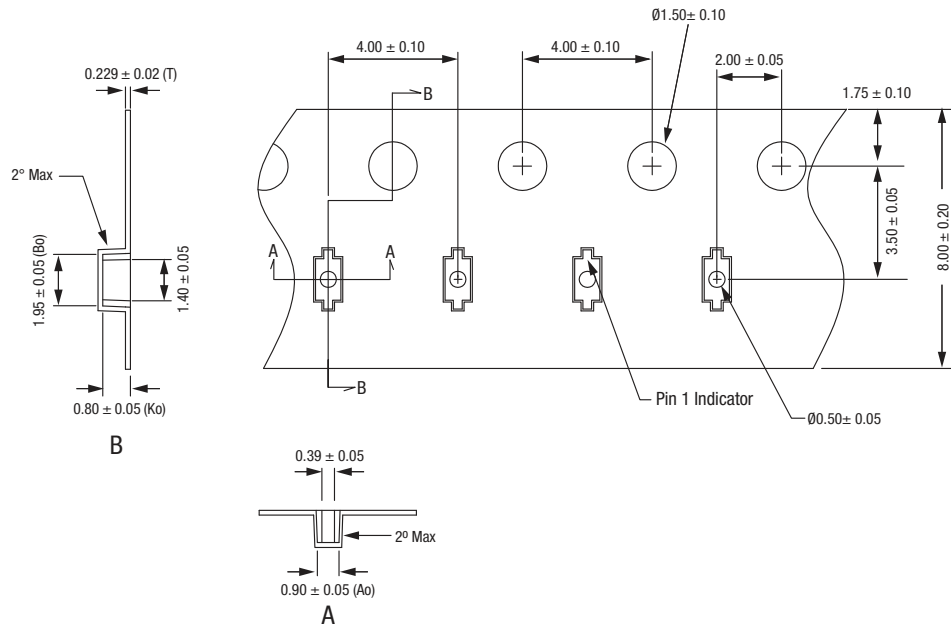 Ø1.50± 0.10
4.00 ± 0.10
4.00 ± 0.10
2.00 ± 0.05
0.229 ± 0.02 (T)
B
1.75 ± 0.10
2° Max
1.95 ± 0.05 (Bo)
1.40 ± 0.05
A
A
3.50 ± 0.05
8.00 ± 0.20
B
Pin 1 Indicator
0.80 ± 0.05 (Ko)
Ø0.50± 0.05
B
0.39 ± 0.05
2º Max
0.90 ± 0.05 (Ao)
A